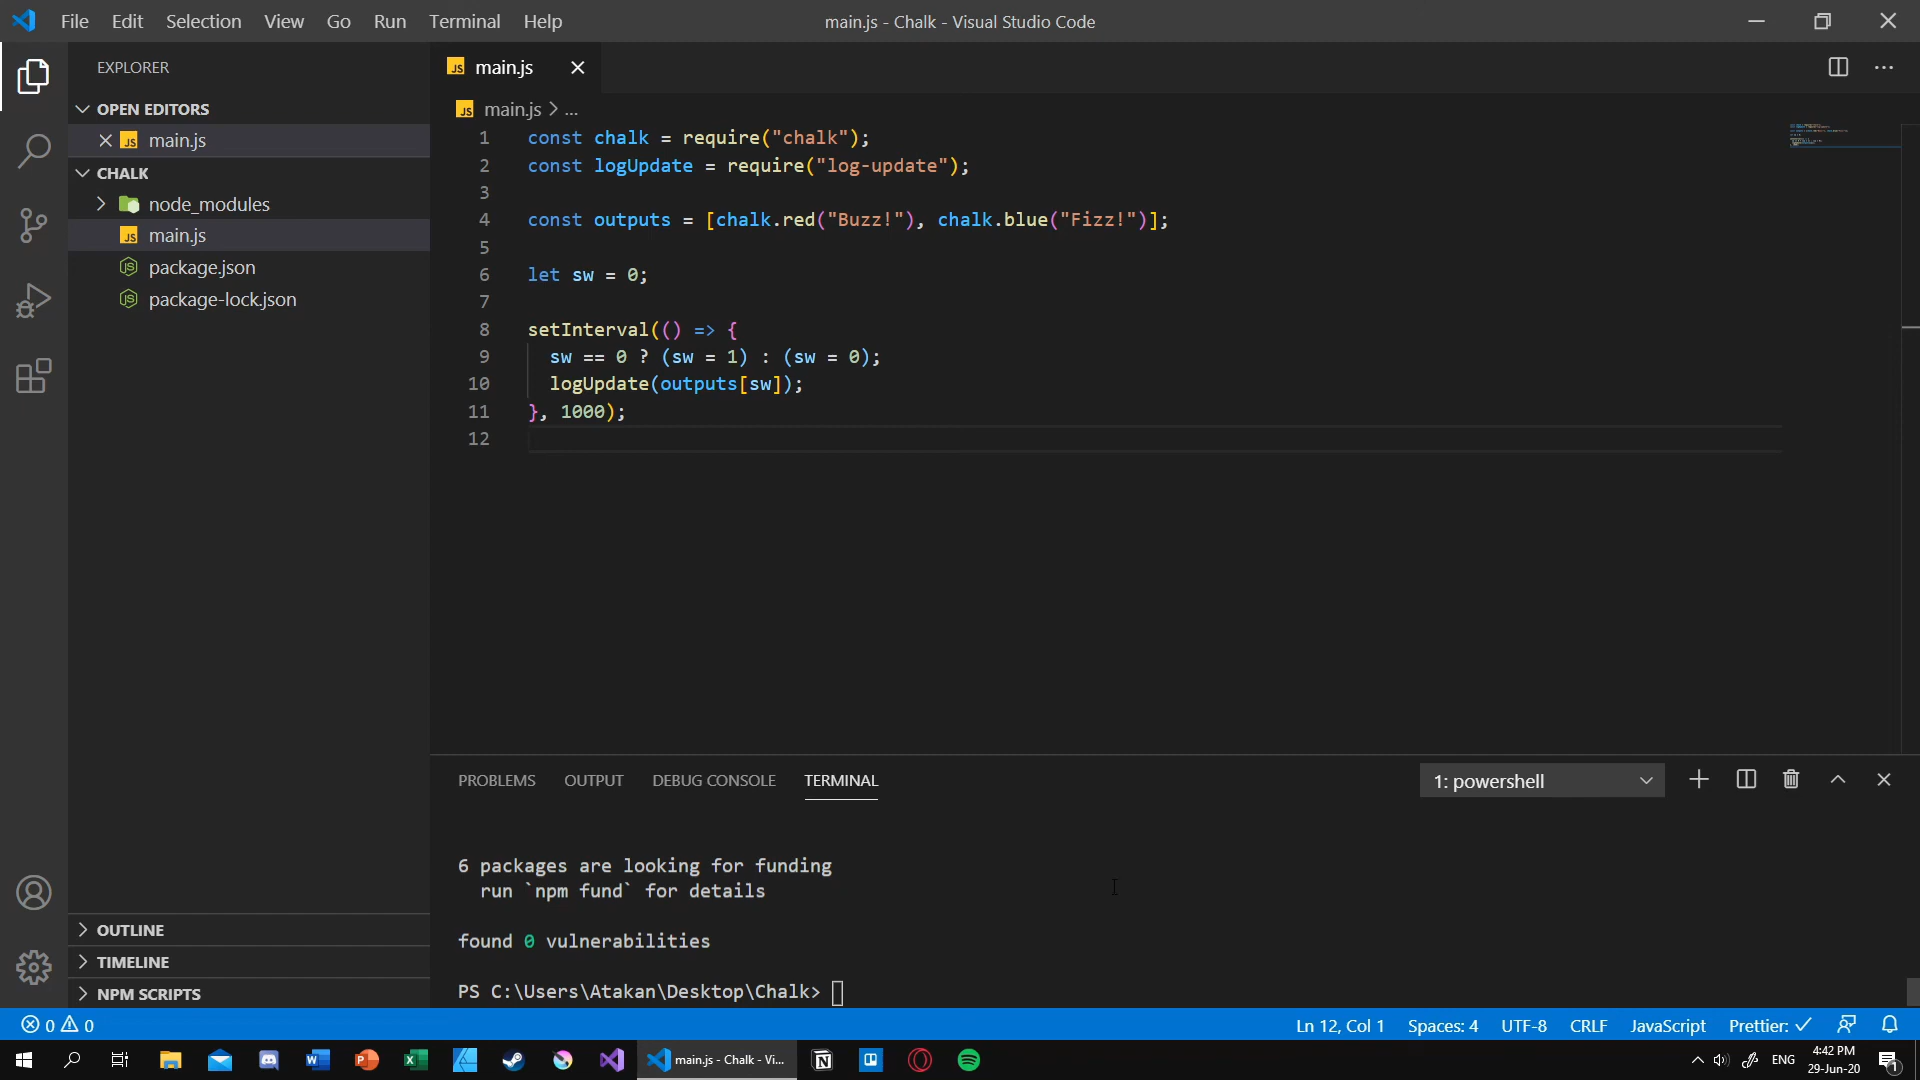 File Edit Selection View Go Run Terminal Help
main.js - Chalk - Visual Studio Code
EXPLORER
OPEN EDITORS
main.js
CHALK
node_modules
main.js
package.json
package-lock.json
OUTLINE
TIMELINE
NPM SCRIPTS
JS main.js
JS main.js > ...
1 const chalk = require("chalk");
2 const logUpdate = require("log-update");
3
4 const outputs = [chalk.red("Buzz!"), chalk.blue("Fizz!")];
5
6 let sw = 0;
7
8 setInterval(() => {
9 sw == 0 ? (sw = 1) : (sw = 0);
10 logUpdate(outputs[sw]);
11 }, 1000);
12
PROBLEMS OUTPUT DEBUG CONSOLE TERMINAL
1: powershell
6 packages are looking for funding
run `npm fund` for details
found 0 vulnerabilities
PS C:\Users\Atakan\Desktop\Chalk>
0 0
Ln 12, Col 1 Spaces: 4 UTF-8 CRLF JavaScript Prettier: ✓
main.js - Chalk - Vi...
ENG
4:42 PM
29-Jun-20
1